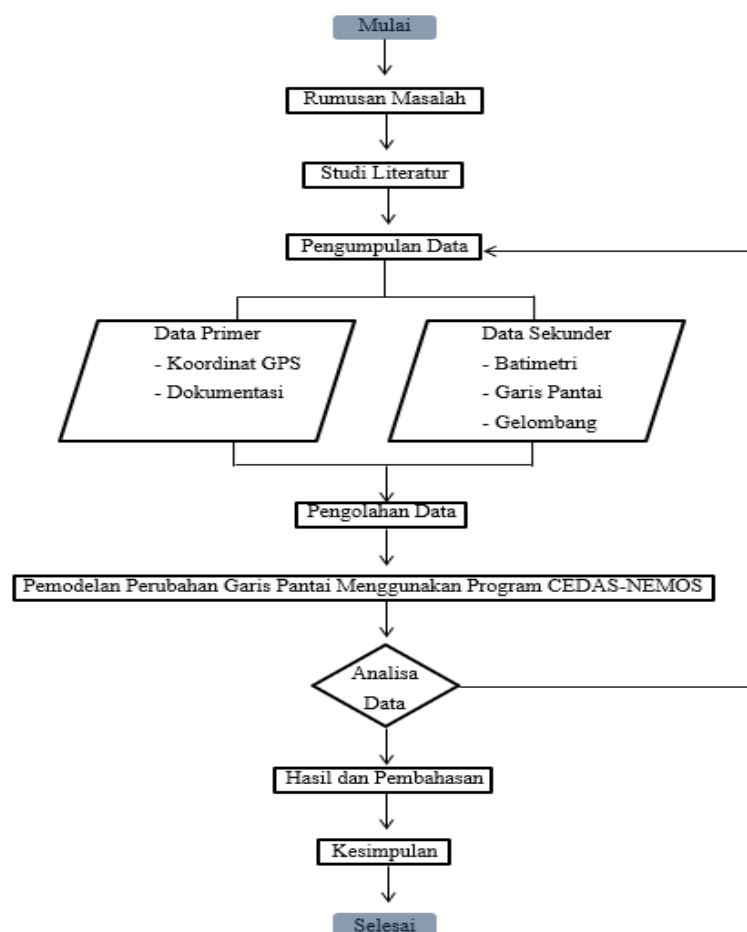 Mulai
Rumusan Masalah
Studi Literatur
Pengumpulan Data
Data Primer
- Koordinat GPS
- Dokumentasi
Data Sekunder
- Batimetri
- Garis Pantai
- Gelombang
Pengolahan Data
Pemodelan Perubahan Garis Pantai Menggunakan Program CEDAS-NEMOS
Analisa
Data
Hasil dan Pembahasan
Kesimpulan
Selesai